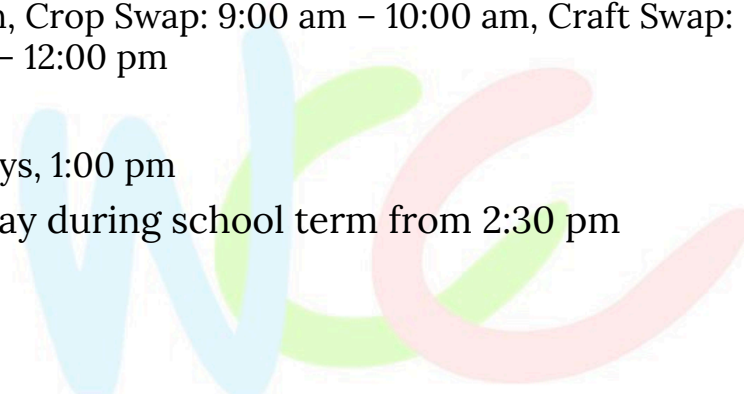 , Crop Swap: 9:00 am – 10:00 am, Craft Swap:
– 12:00 pm
ys, 1:00 pm
ay during school term from 2:30 pm
WCC